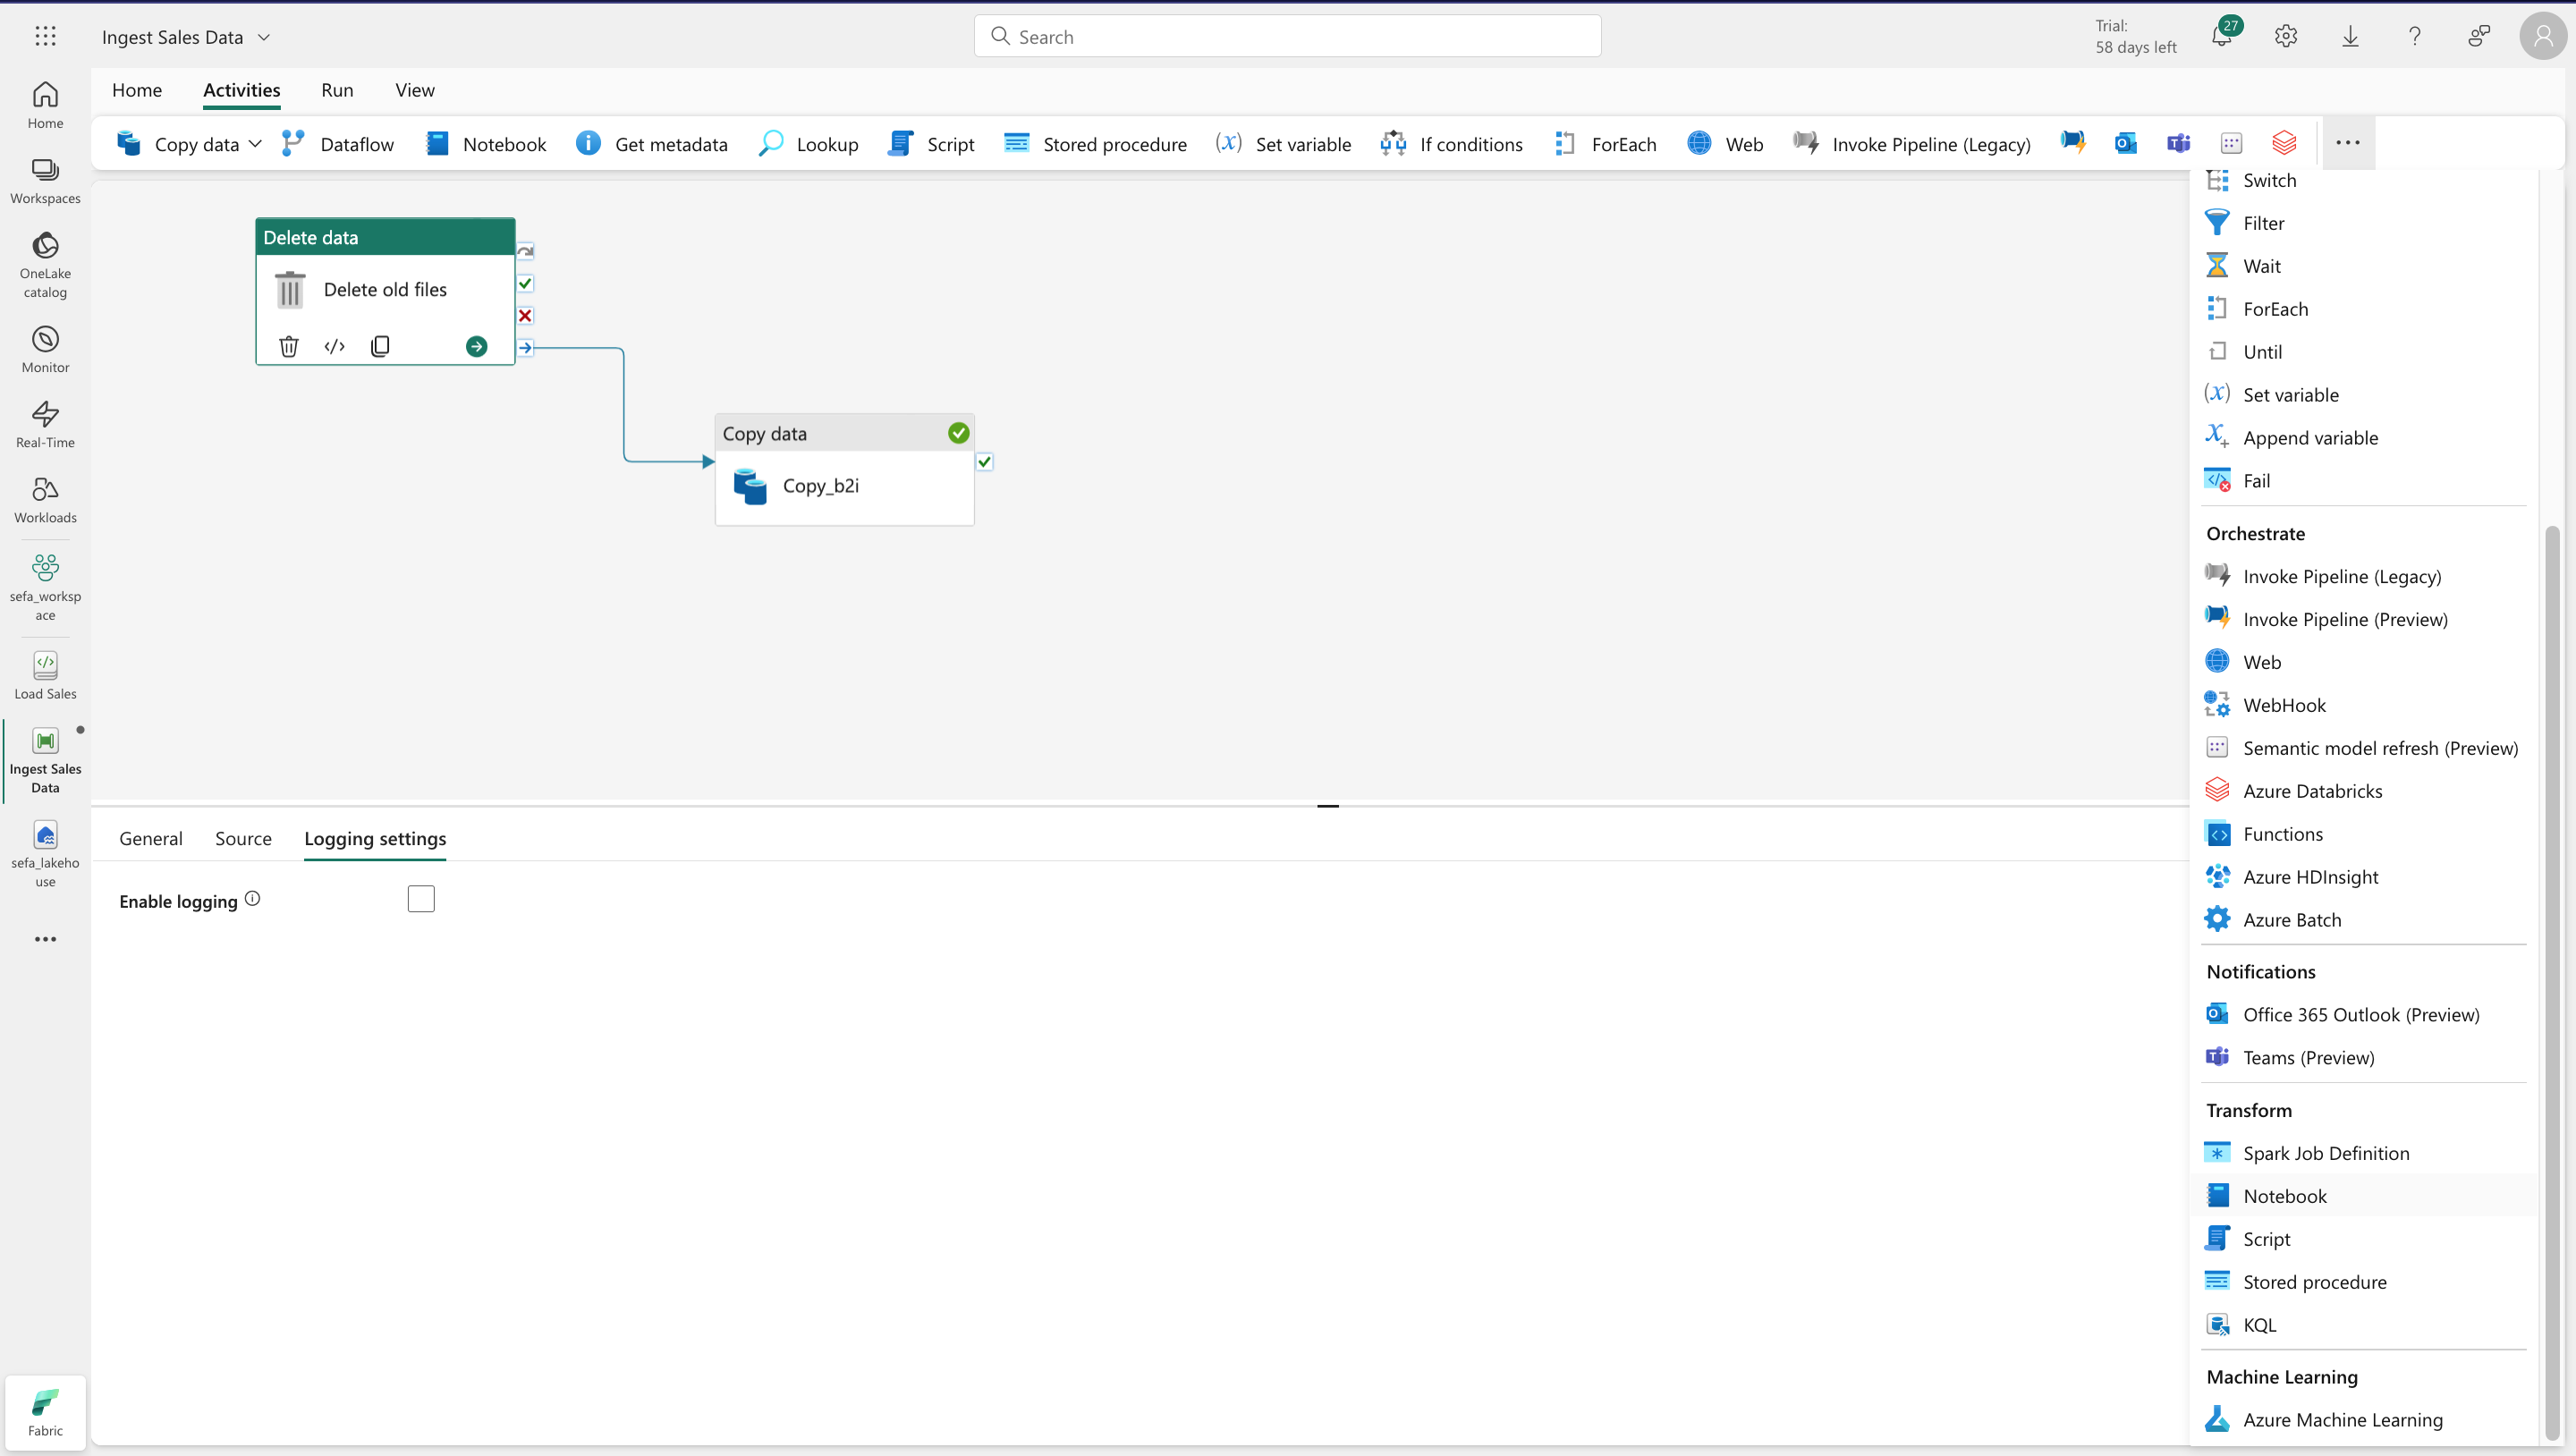 Ingest Sales Data
Search
Trial:
58 days left
27
Home
Activities
Run
View
Copy data
Dataflow
Notebook
Get metadata
Lookup
Script
Stored procedure
(x) Set variable
If conditions
ForEach
Web
Invoke Pipeline (Legacy)
Home
Workspaces
OneLake
catalog
Monitor
Real-Time
Workloads
sefa_worksp
ace
Load Sales
Ingest Sales
Data
sefa_lakeho
use
Fabric
Delete data
Delete old files
Copy data
Copy_b2i
General
Source
Logging settings
Enable logging
Switch
Filter
Wait
ForEach
Until
(x) Set variable
Append variable
Fail
Orchestrate
Invoke Pipeline (Legacy)
Invoke Pipeline (Preview)
Web
WebHook
Semantic model refresh (Preview)
Azure Databricks
Functions
Azure HDInsight
Azure Batch
Notifications
Office 365 Outlook (Preview)
Teams (Preview)
Transform
Spark Job Definition
Notebook
Script
Stored procedure
KQL
Machine Learning
Azure Machine Learning